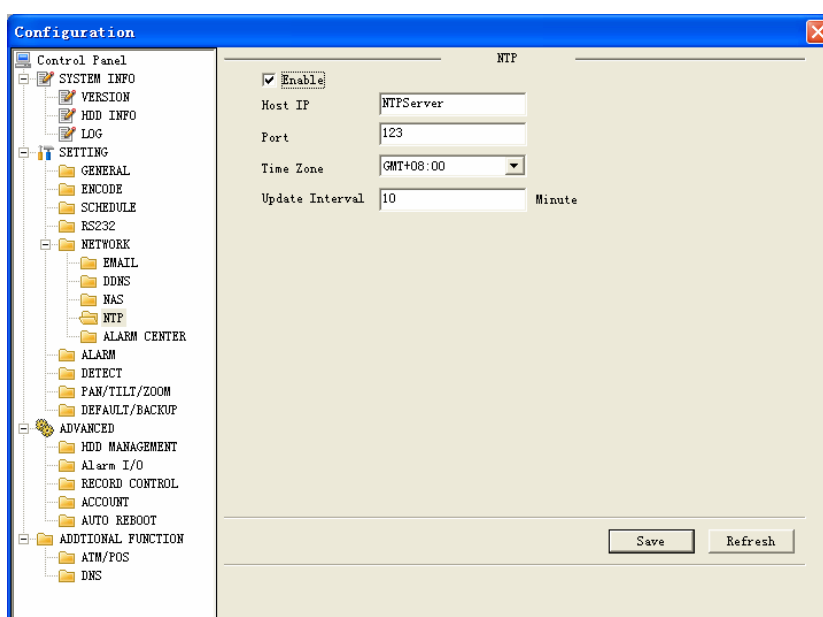 Configuration
Control Panel
SYSTEM INFO
VERSION
HDD INFO
LOG
SETTING
GENERAL
ENCODE
SCHEDULE
RS232
NETWORK
EMAIL
DDNS
NAS
NTP
ALARM CENTER
ALARM
DETECT
PAN/TILT/ZOOM
DEFAULT/BACKUP
ADVANCED
HDD MANAGEMENT
Alarm I/O
RECORD CONTROL
ACCOUNT
AUTO REBOOT
ADDTIONAL FUNCTION
ATM/POS
DNS
NTP
Enable
Host IP NTPServer
Port 123
Time Zone GMT+08:00
Update Interval 10 Minute
Save Refresh